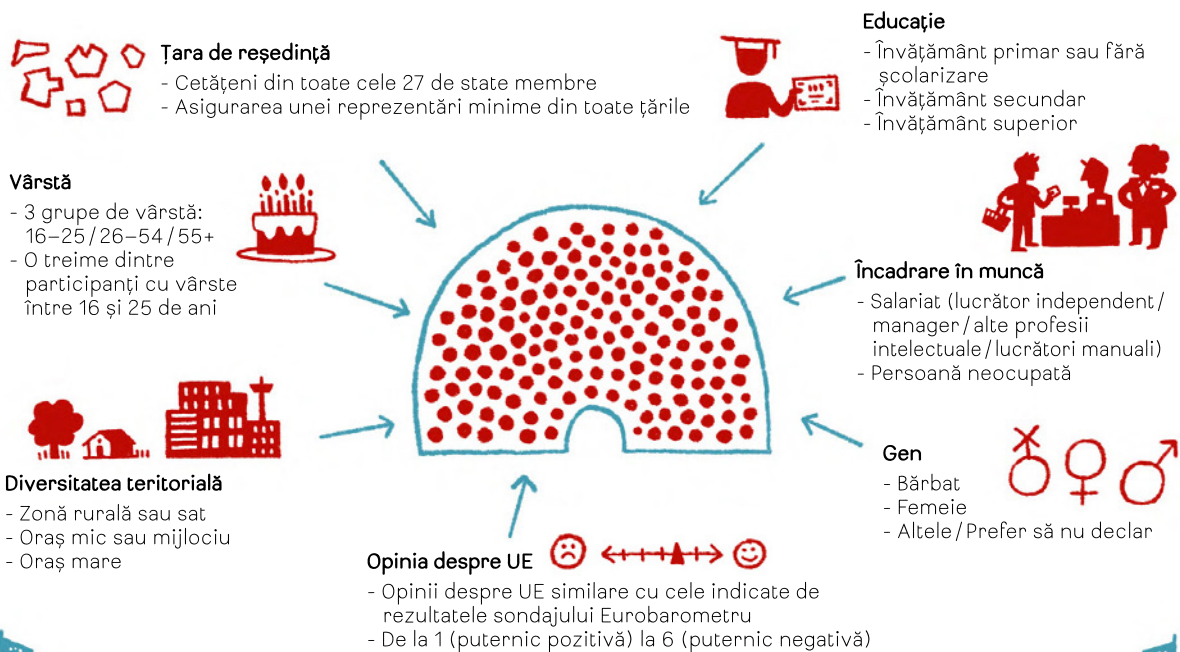 Țara de reședință
- Cetățeni din toate cele 27 de state membre
- Asigurarea unei reprezentări minime din toate țările
Educație
- Învățământ primar sau fără
școlarizare
- Învățământ secundar
- Învățământ superior
Vârstă
- 3 grupe de vârstă:
16–25 / 26–54 / 55+
- O treime dintre
participanți cu vârste
între 16 și 25 de ani
Încadrare în muncă
- Salariat (lucrător independent /
manager / alte profesii
intelectuale / lucrători manuali)
- Persoană neocupată
Diversitatea teritorială
- Zonă rurală sau sat
- Oraș mic sau mijlociu
- Oraș mare
Gen
- Bărbat
- Femeie
- Altele / Prefer să nu declar
Opinia despre UE
- Opinii despre UE similare cu cele indicate de
rezultatele sondajului Eurobarometru
- De la 1 (puternic pozitivă) la 6 (puternic negativă)